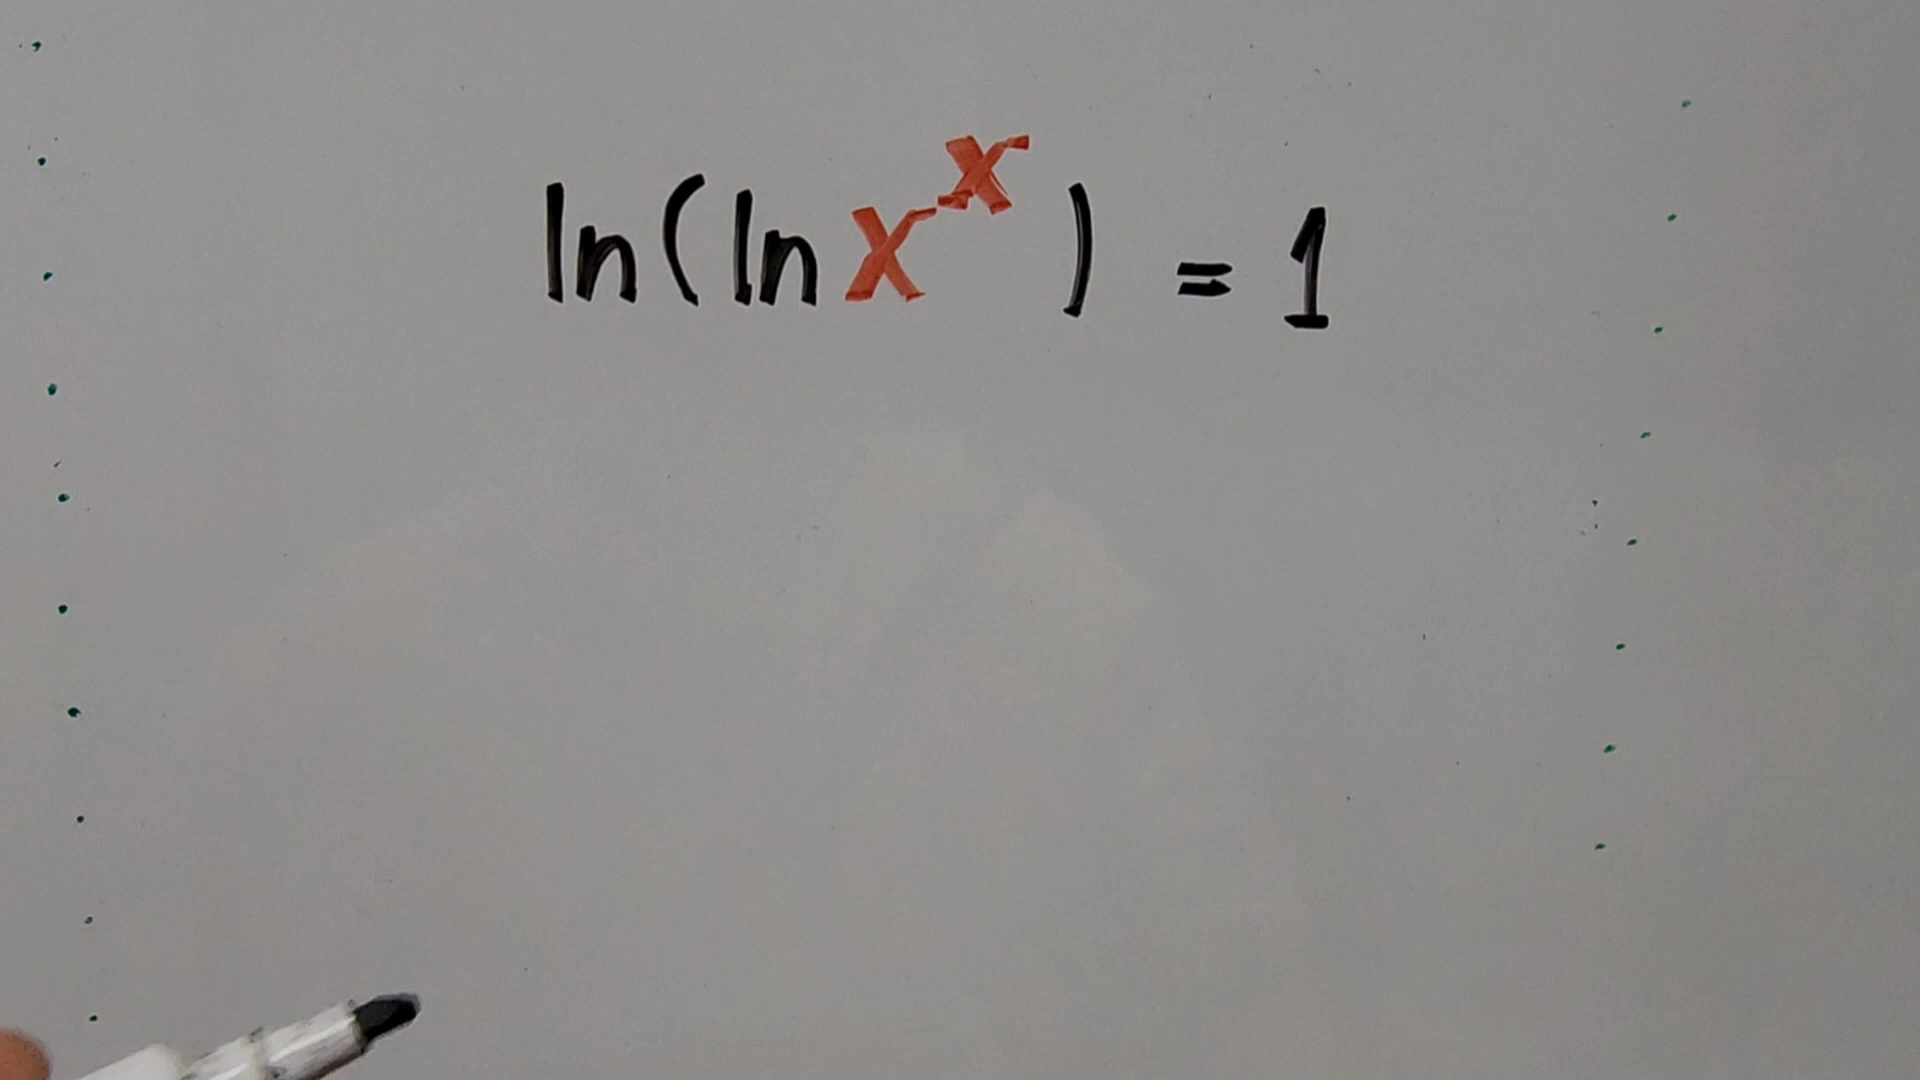 ln(ln x^x) = 1